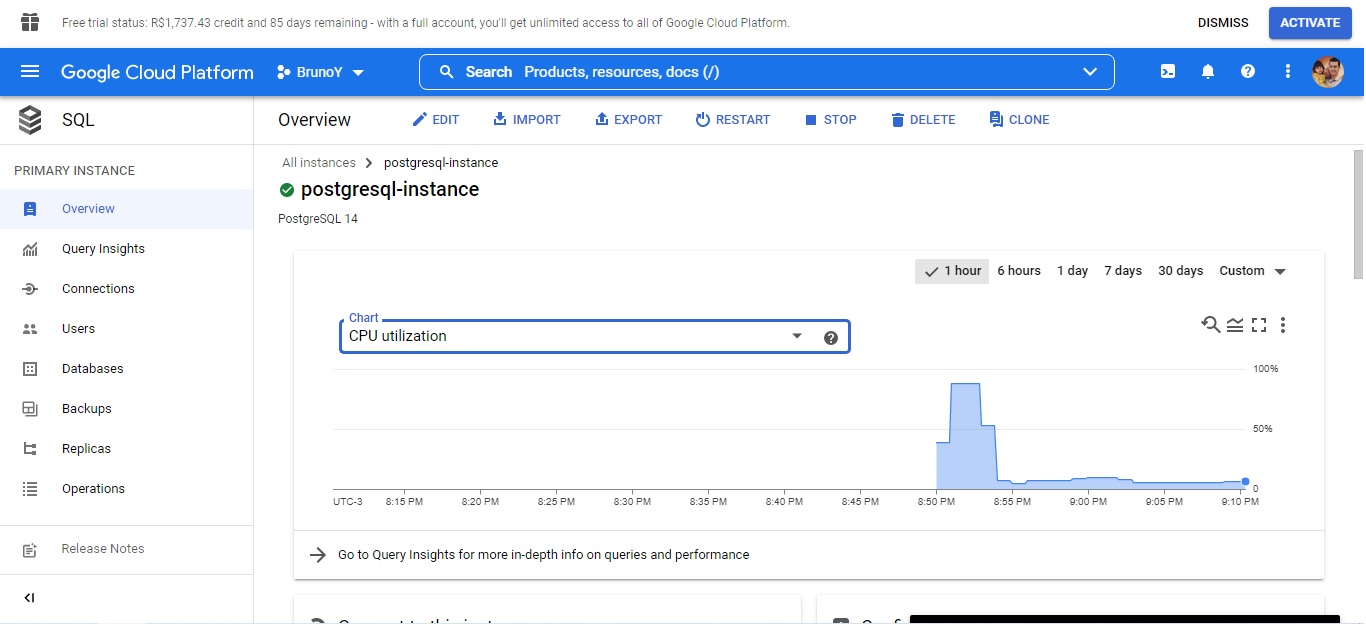 Free trial status: R$1,737.43 credit and 85 days remaining - with a full account, you'll get unlimited access to all of Google Cloud Platform.
DISMISS
ACTIVATE
Google Cloud Platform
BrunoY
Search Products, resources, docs (/)
SQL
Overview
EDIT
IMPORT
EXPORT
RESTART
STOP
DELETE
CLONE
PRIMARY INSTANCE
Overview
Query Insights
Connections
Users
Databases
Backups
Replicas
Operations
Release Notes
All instances
postgresql-instance
postgresql-instance
PostgreSQL 14
1 hour
6 hours
1 day
7 days
30 days
Custom
Chart
CPU utilization
100%
50%
0
UTC-3
8:15 PM
8:20 PM
8:25 PM
8:30 PM
8:35 PM
8:40 PM
8:45 PM
8:50 PM
8:55 PM
9:00 PM
9:05 PM
9:10 PM
Go to Query Insights for more in-depth info on queries and performance